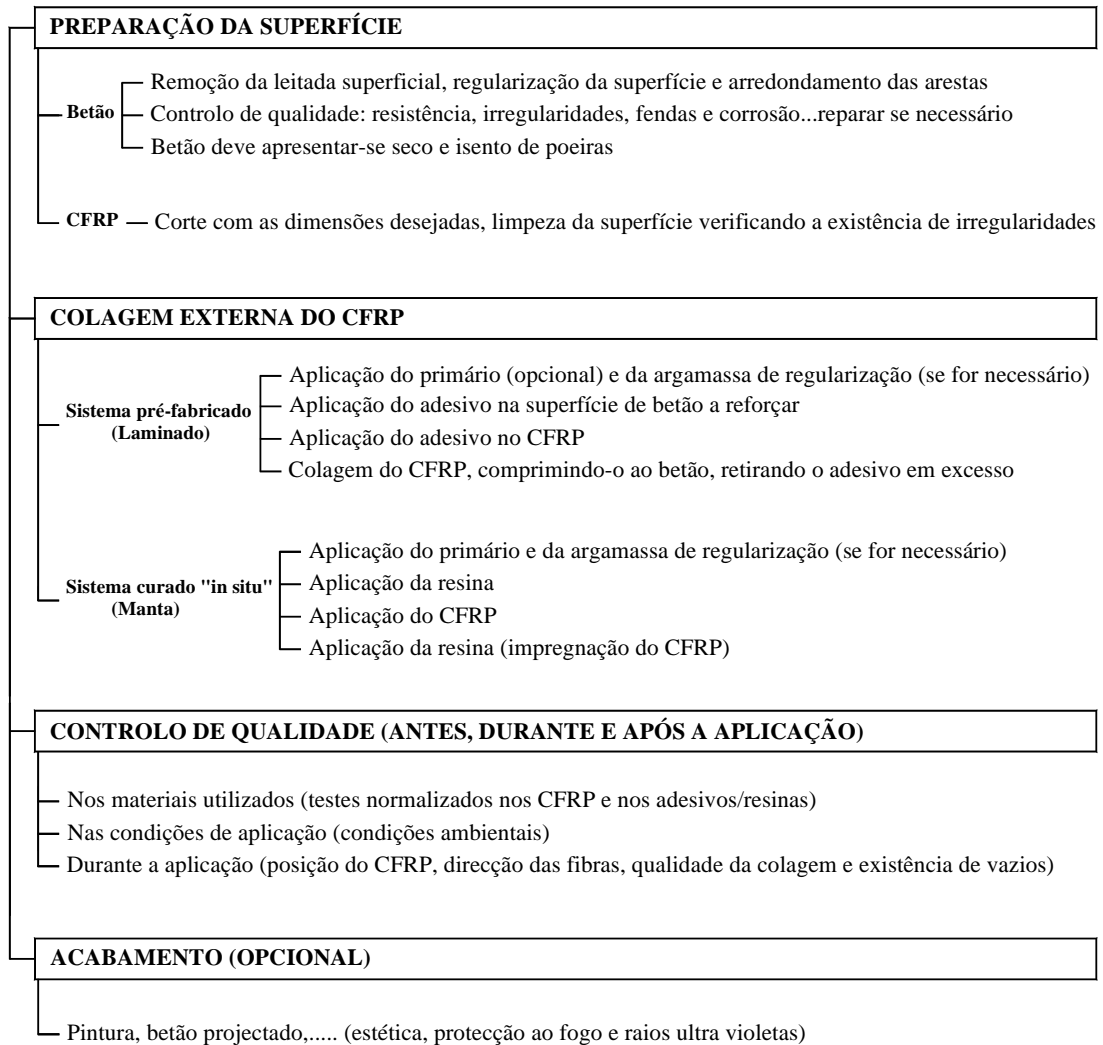 PREPARAÇÃO DA SUPERFÍCIE
Betão
Remoção da leitada superficial, regularização da superfície e arredondamento das arestas
Controlo de qualidade: resistência, irregularidades, fendas e corrosão...reparar se necessário
Betão deve apresentar-se seco e isento de poeiras
CFRP
Corte com as dimensões desejadas, limpeza da superfície verificando a existência de irregularidades
COLAGEM EXTERNA DO CFRP
Sistema pré-fabricado
(Laminado)
Aplicação do primário (opcional) e da argamassa de regularização (se for necessário)
Aplicação do adesivo na superfície de betão a reforçar
Aplicação do adesivo no CFRP
Colagem do CFRP, comprimindo-o ao betão, retirando o adesivo em excesso
Sistema curado "in situ"
(Manta)
Aplicação do primário e da argamassa de regularização (se for necessário)
Aplicação da resina
Aplicação do CFRP
Aplicação da resina (impregnação do CFRP)
CONTROLO DE QUALIDADE (ANTES, DURANTE E APÓS A APLICAÇÃO)
Nos materiais utilizados (testes normalizados nos CFRP e nos adesivos/resinas)
Nas condições de aplicação (condições ambientais)
Durante a aplicação (posição do CFRP, direcção das fibras, qualidade da colagem e existência de vazios)
ACABAMENTO (OPCIONAL)
Pintura, betão projectado,..... (estética, protecção ao fogo e raios ultra violetas)